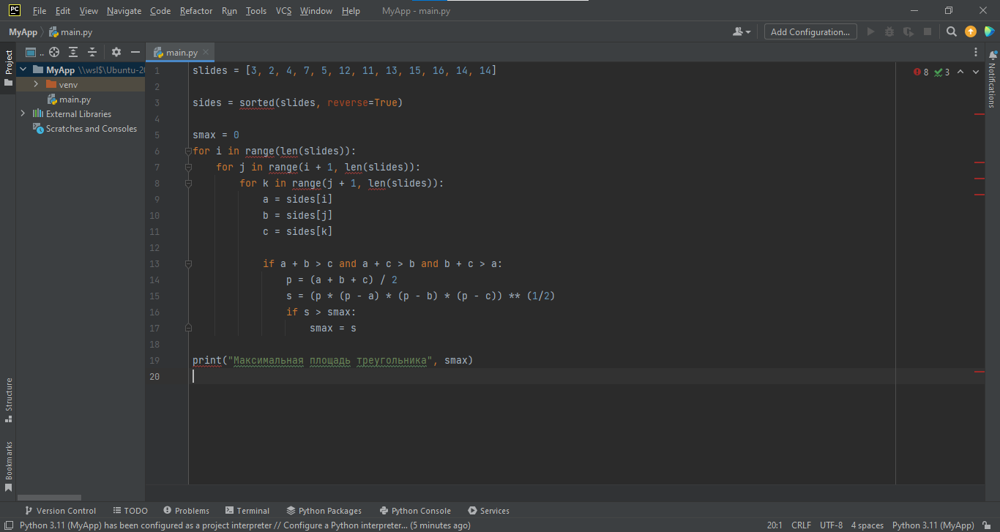 PC File Edit View Navigate Code Refactor Run Tools VCS Window Help MyApp - main.py
MyApp main.py Add Configuration...
Project
MyApp \\wsl$\Ubuntu-20
venv
main.py
External Libraries
Scratches and Consoles
Structure
Bookmarks
main.py
8 3
1 slides = [3, 2, 4, 7, 5, 12, 11, 13, 15, 16, 14, 14]
2
3 sides = sorted(slides, reverse=True)
4
5 smax = 0
6 for i in range(len(slides)):
7 for j in range(i + 1, len(slides)):
8 for k in range(j + 1, len(slides)):
9 a = sides[i]
10 b = sides[j]
11 c = sides[k]
12
13 if a + b > c and a + c > b and b + c > a:
14 p = (a + b + c) / 2
15 s = (p * (p - a) * (p - b) * (p - c)) ** (1/2)
16 if s > smax:
17 smax = s
18
19 print("Максимальная площадь треугольника", smax)
20
Notifications
Version Control TODO Problems Terminal Python Packages Python Console Services
Python 3.11 (MyApp) has been configured as a project interpreter // Configure a Python interpreter... (5 minutes ago) 20:1 CRLF UTF-8 4 spaces Python 3.11 (MyApp)